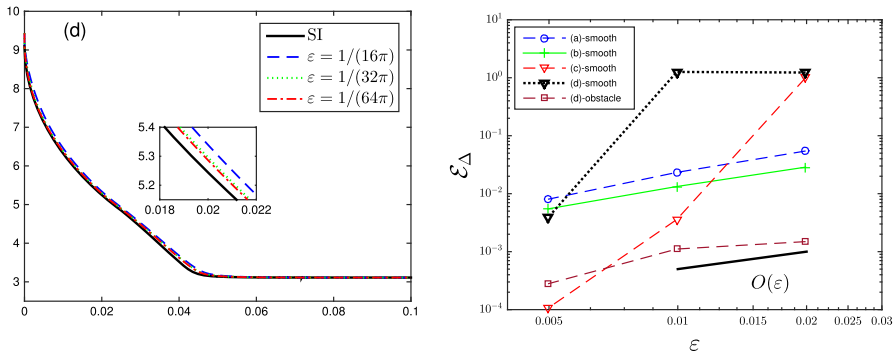 (d)
SI
ε = 1/(16π)
ε = 1/(32π)
ε = 1/(64π)
10
9
8
7
6
5
4
3
5.4
5.3
5.2
0.018 0.02 0.022
0 0.02 0.04 0.06 0.08 0.1
(a)-smooth
(b)-smooth
(c)-smooth
(d)-smooth
(d)-obstacle
10¹
10⁰
10⁻¹
10⁻²
10⁻³
10⁻⁴
ℰ_Δ
O(ε)
0.005 0.01 0.015 0.02 0.025 0.03
ε